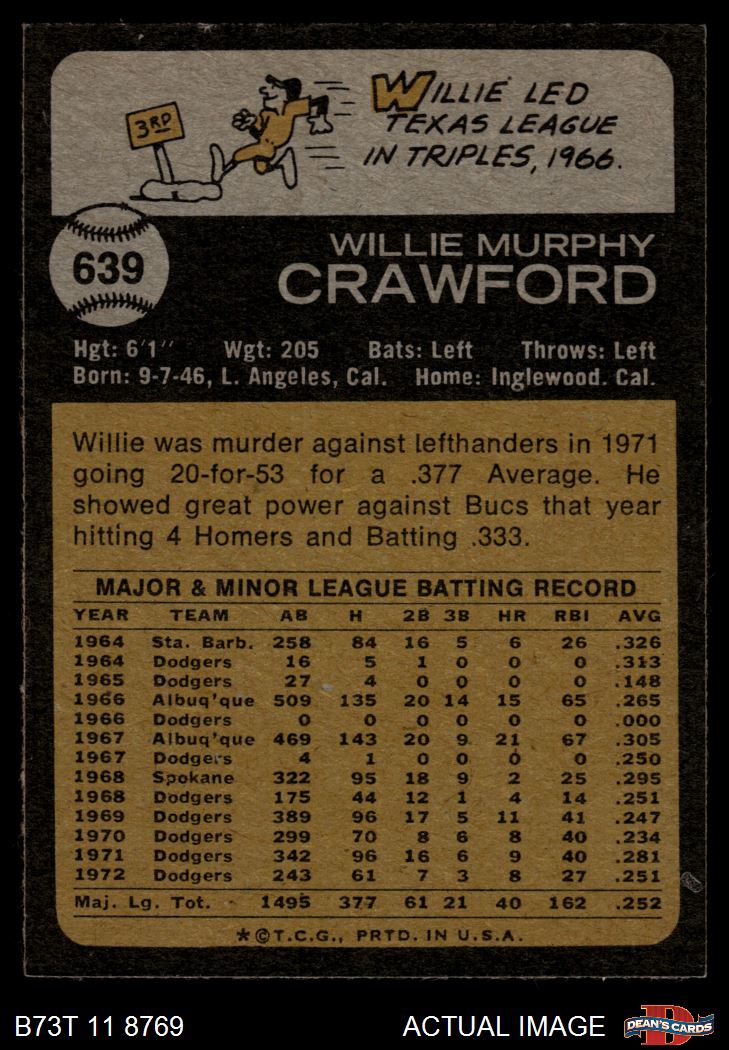 3RD
WILLIE LED
TEXAS LEAGUE
IN TRIPLES, 1966.
639
WILLIE MURPHY
CRAWFORD
Hgt: 6'1" Wgt: 205 Bats: Left Throws: Left
Born: 9-7-46, L. Angeles, Cal. Home: Inglewood. Cal.
Willie was murder against lefthanders in 1971
going 20-for-53 for a .377 Average. He
showed great power against Bucs that year
hitting 4 Homers and Batting .333.
MAJOR & MINOR LEAGUE BATTING RECORD
YEAR TEAM AB H 2B 3B HR RBI AVG
1964 Sta. Barb. 258 84 16 5 6 26 .326
1964 Dodgers 16 5 1 0 0 0 .313
1965 Dodgers 27 4 0 0 0 0 .148
1966 Albuq'que 509 135 20 14 15 65 .265
1966 Dodgers 0 0 0 0 0 0 .000
1967 Albuq'que 469 143 20 9 21 67 .305
1967 Dodgers 4 1 0 0 0 0 .250
1968 Spokane 322 95 18 9 2 25 .295
1968 Dodgers 175 44 12 1 4 14 .251
1969 Dodgers 389 96 17 5 11 41 .247
1970 Dodgers 299 70 8 6 8 40 .234
1971 Dodgers 342 96 16 6 9 40 .281
1972 Dodgers 243 61 7 3 8 27 .251
Maj. Lg. Tot. 1495 377 61 21 40 162 .252
*©T.C.G., PRTD. IN U.S.A.
B73T 11 8769 ACTUAL IMAGE D DEAN'S CARDS